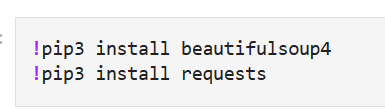 !pip3 install beautifulsoup4
!pip3 install requests